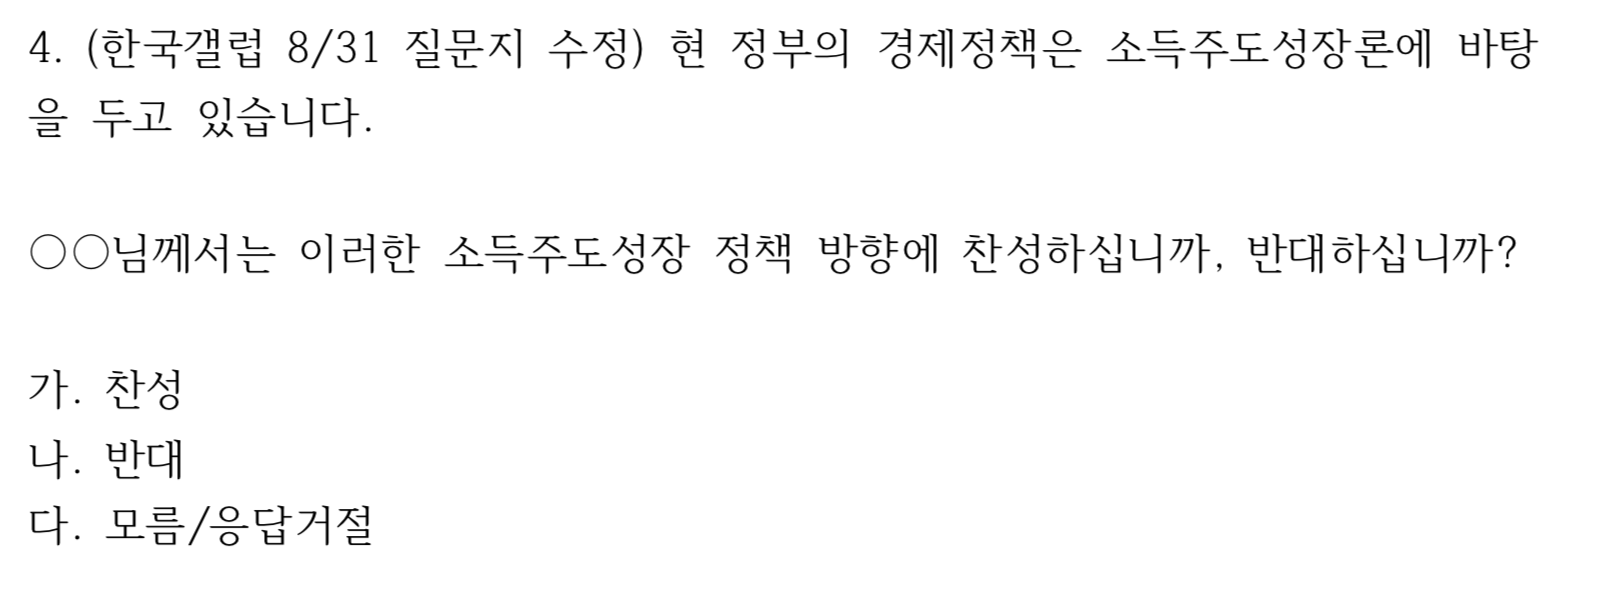 4. (한국갤럽 8/31 질문지 수정) 현 정부의 경제정책은 소득주도성장론에 바탕
을 두고 있습니다.
○○님께서는 이러한 소득주도성장 정책 방향에 찬성하십니까, 반대하십니까?
가. 찬성
나. 반대
다. 모름/응답거절